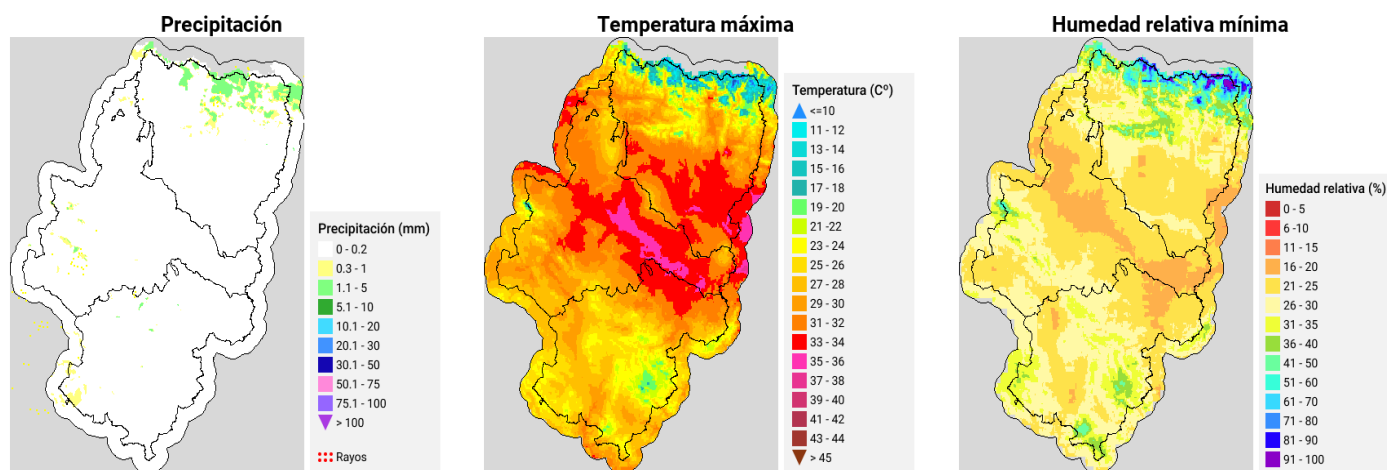 Precipitación
Temperatura máxima
Humedad relativa mínima
Precipitación (mm)
0 - 0.2
0.3 - 1
1.1 - 5
5.1 - 10
10.1 - 20
20.1 - 30
30.1 - 50
50.1 - 75
75.1 - 100
> 100
Rayos
Temperatura (Cº)
<=10
11 - 12
13 - 14
15 - 16
17 - 18
19 - 20
21 -22
23 - 24
25 - 26
27 - 28
29 - 30
31 - 32
33 - 34
35 - 36
37 - 38
39 - 40
41 - 42
43 - 44
> 45
Humedad relativa (%)
0 - 5
6 -10
11 - 15
16 - 20
21 - 25
26 - 30
31 - 35
36 - 40
41 - 50
51 - 60
61 - 70
71 - 80
81 - 90
91 - 100